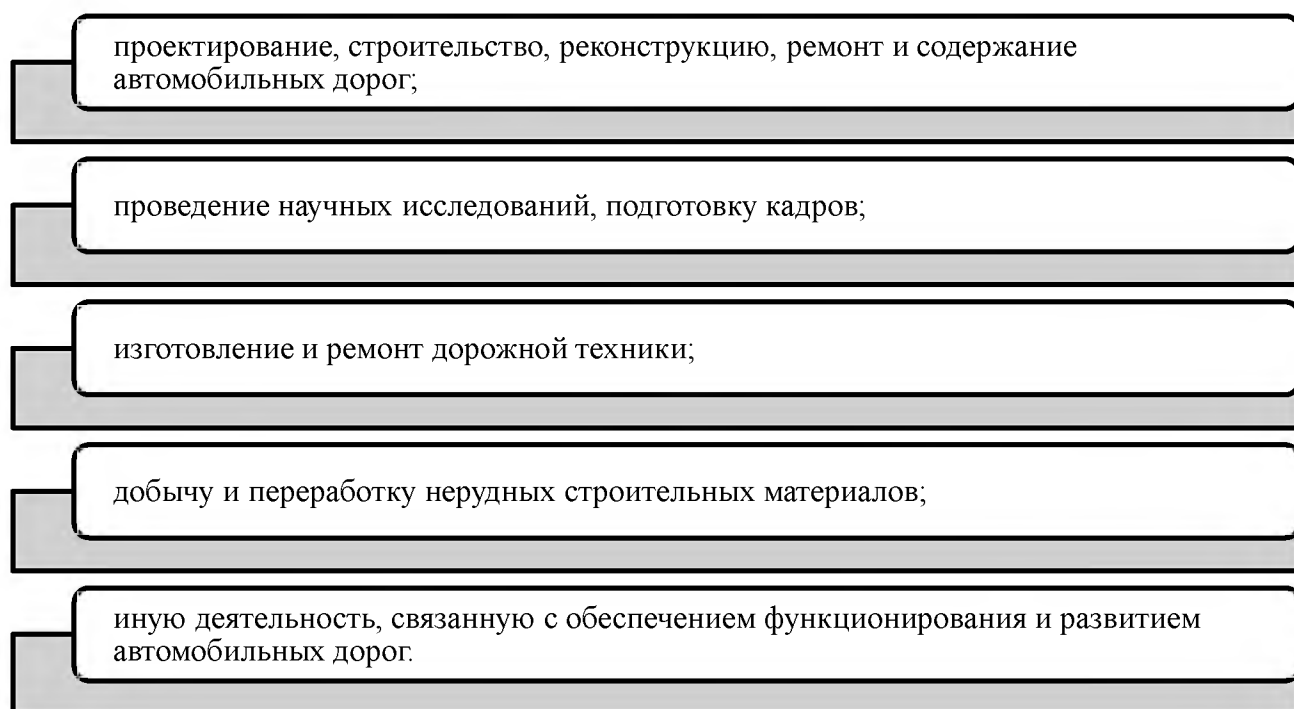 проектирование, строительство, реконструкцию, ремонт и содержание
автомобильных дорог;
проведение научных исследований, подготовку кадров;
изготовление и ремонт дорожной техники;
добычу и переработку нерудных строительных материалов;
иную деятельность, связанную с обеспечением функционирования и развитием
автомобильных дорог.